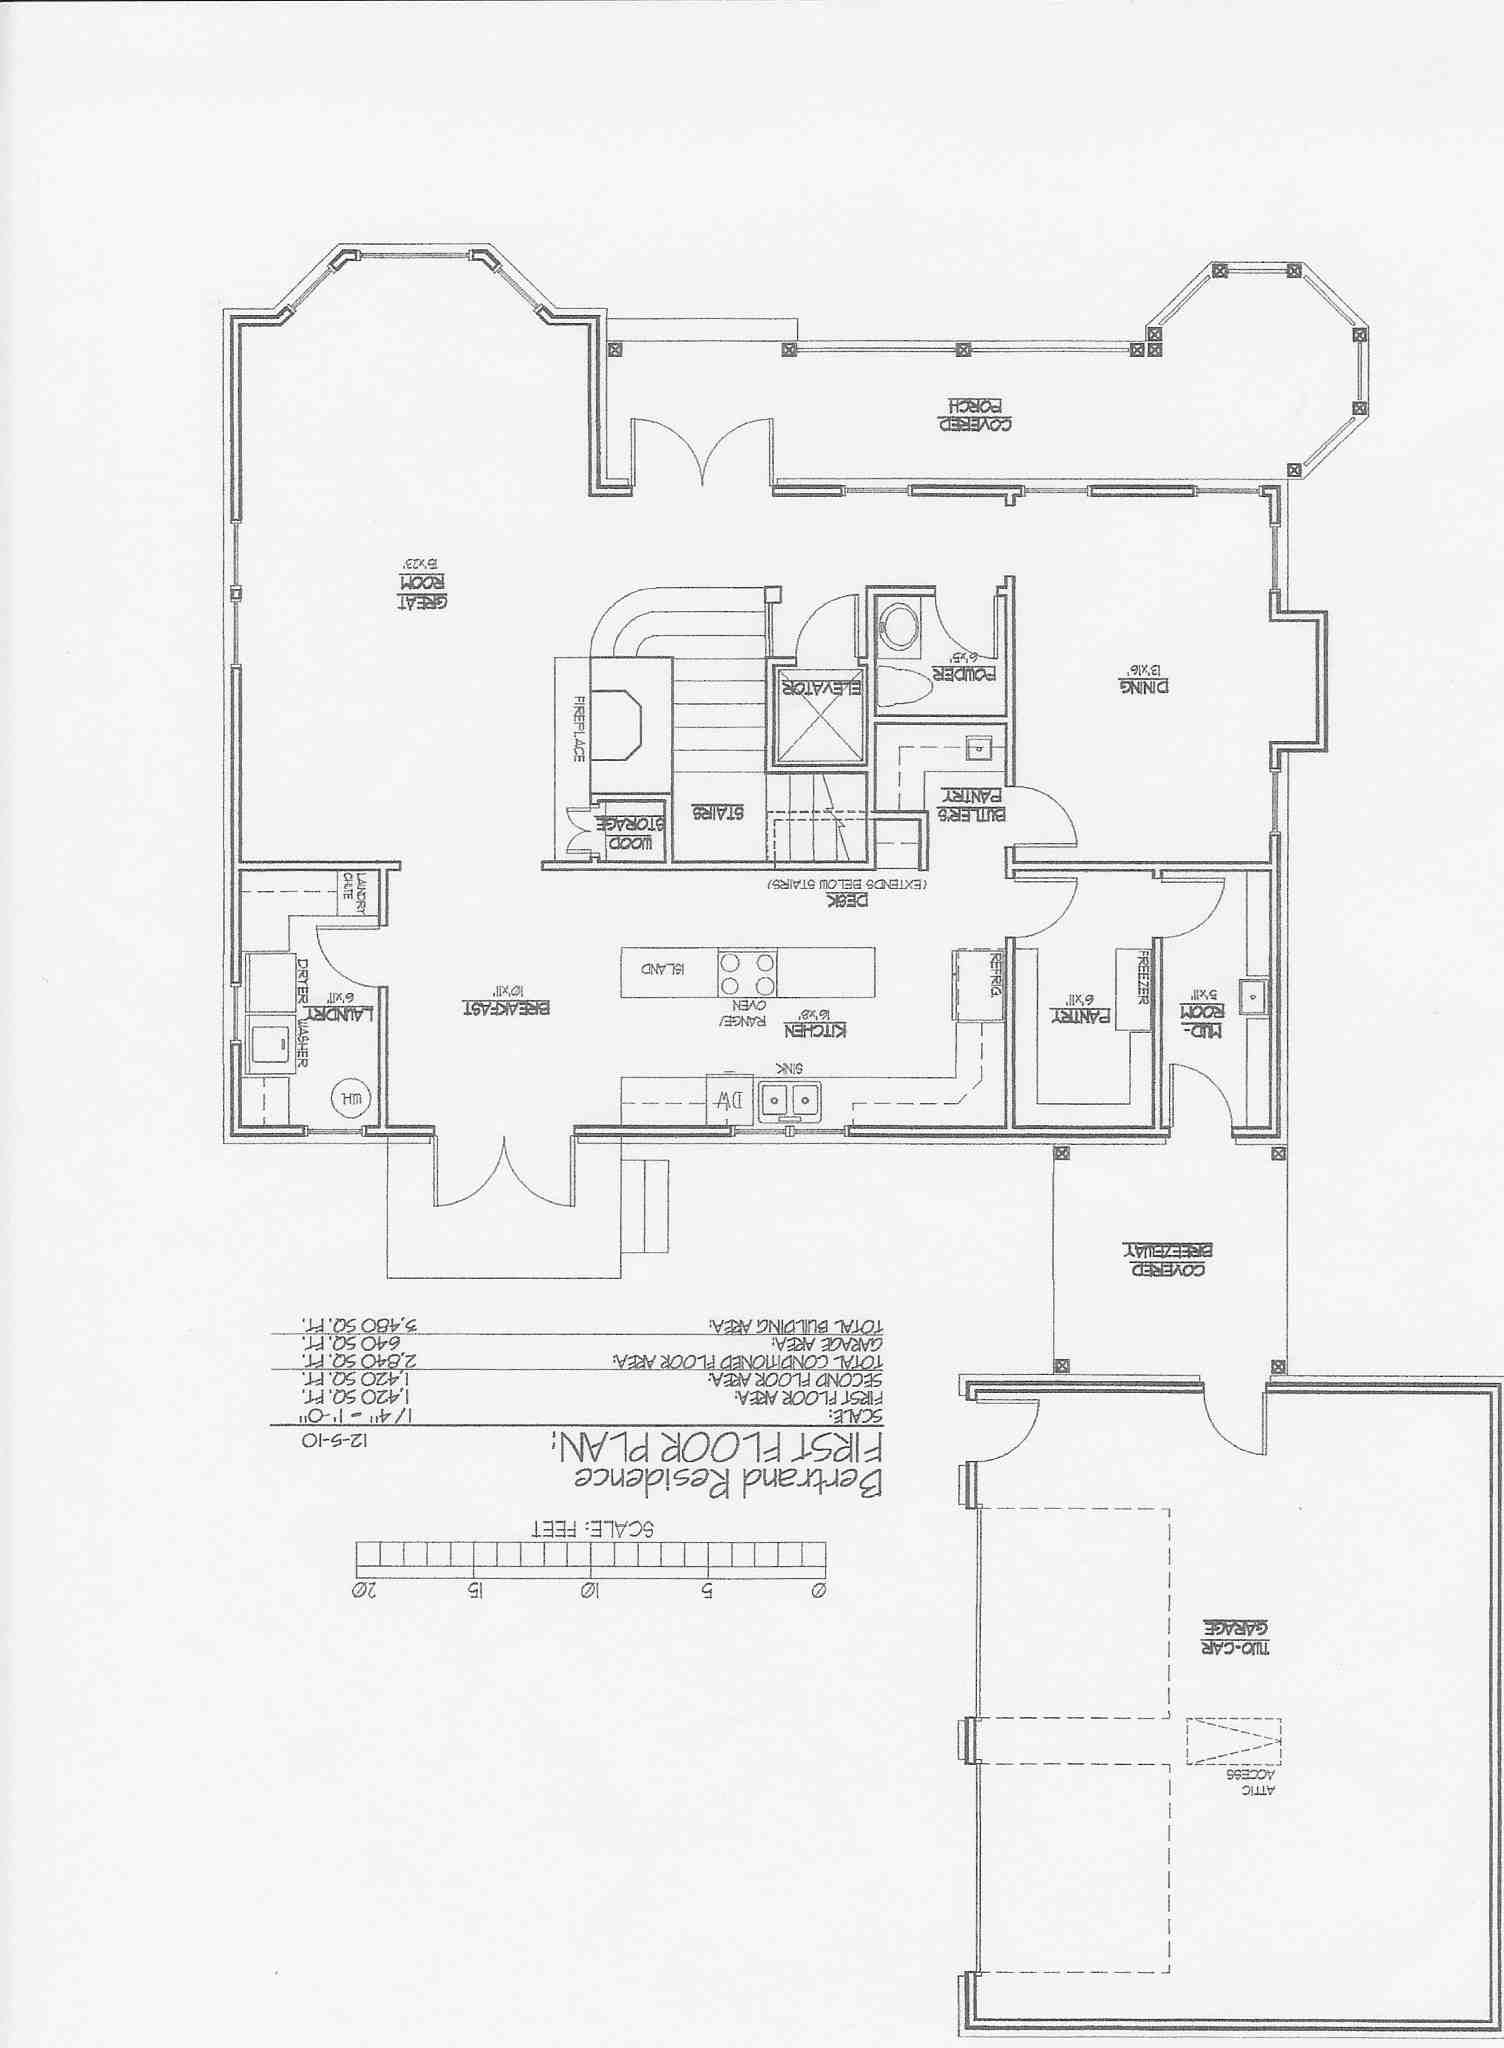 ATTIC
ACCESS
TWO-CAR
GARAGE
0 5 10 15 20
SCALE: FEET
Bertrand Residence
FIRST FLOOR PLAN: 12-5-10
SCALE: 1/4" = 1'-0"
FIRST FLOOR AREA: 1,420 SQ. FT.
SECOND FLOOR AREA: 1,420 SQ. FT.
TOTAL CONDITIONED FLOOR AREA: 2,840 SQ. FT.
GARAGE AREA: 640 SQ. FT.
TOTAL BUILDING AREA: 3,480 SQ. FT.
COVERED
BREEZEWAY
MUD-
ROOM
5'x11'
PANTRY
6'x11'
FREEZER
REFRIG.
SINK
DW
KITCHEN
16'x8'
RANGE/
OVEN
ISLAND
BREAKFAST
10'x11'
W.H.
LAUNDRY
6'x11'
WASHER
DRYER
LAUNDRY
CHUTE
DESK
(EXTENDS BELOW STAIRS)
BUTLER'S
PANTRY
STAIRS
WOOD
STORAGE
FIREPLACE
DINING
13'x16'
POWDER
6'x5'
ELEVATOR
GREAT
ROOM
15'x23'
COVERED
PORCH